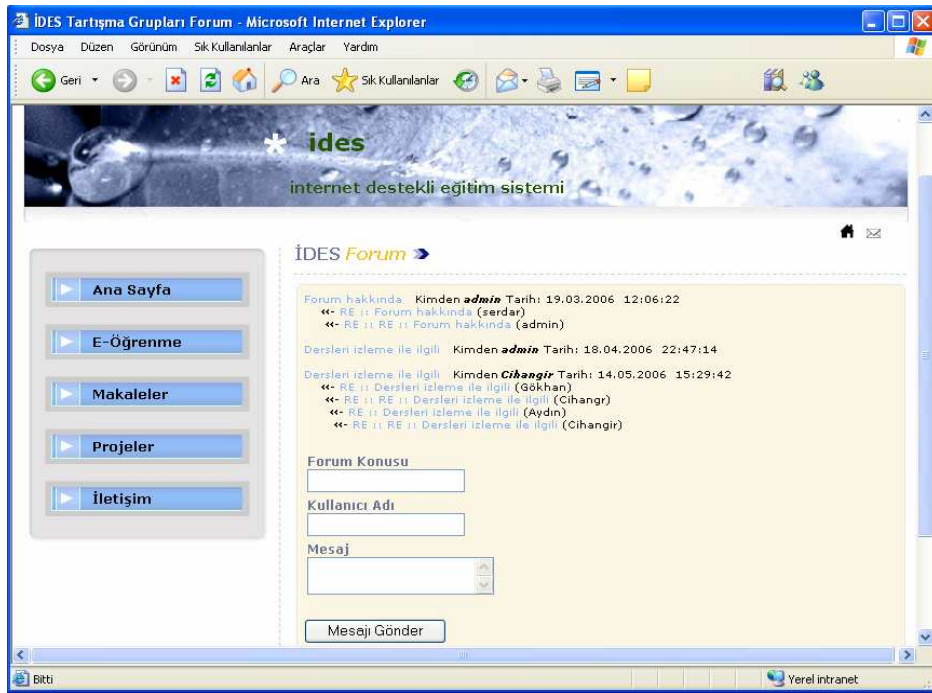 İDES Tartışma Grupları Forum - Microsoft Internet Explorer
Dosya Düzen Görünüm Sık Kullanılanlar Araçlar Yardım
Geri Ara Sık Kullanılanlar
* ides
internet destekli eğitim sistemi
İDES Forum
Ana Sayfa
E-Öğrenme
Makaleler
Projeler
İletişim
Forum hakkında Kimden admin Tarih: 19.03.2006 12:06:22
‹‹- RE :: Forum hakkında (serdar)
‹‹- RE :: RE :: Forum hakkında (admin)
Dersleri izleme ile ilgili Kimden admin Tarih: 18.04.2006 22:47:14
Dersleri izleme ile ilgili Kimden Cihangir Tarih: 14.05.2006 15:29:42
‹‹- RE :: Dersleri izleme ile ilgili (Gökhan)
‹‹- RE :: RE :: Dersleri izleme ile ilgili (Cihangr)
‹‹- RE :: Dersleri izleme ile ilgili (Aydın)
‹‹- RE :: RE :: Dersleri izleme ile ilgili (Cihangir)
Forum Konusu
Kullanıcı Adı
Mesaj
Mesajı Gönder
Bitti Yerel intranet